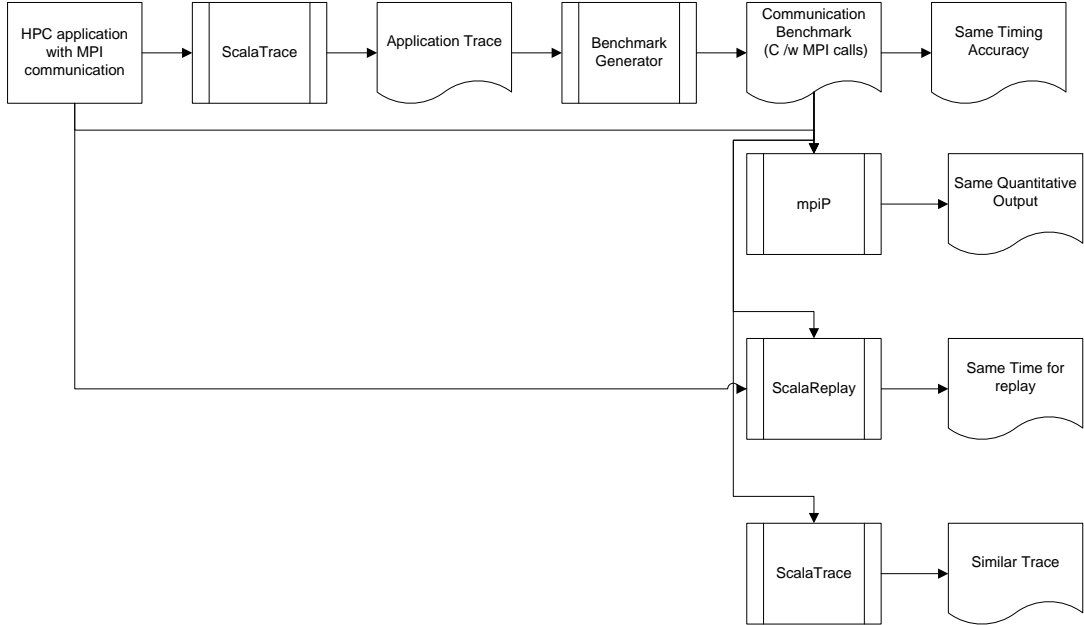 HPC application
with MPI
communication
ScalaTrace
Application Trace
Benchmark
Generator
Communication
Benchmark
(C /w MPI calls)
Same Timing
Accuracy
mpiP
Same Quantitative
Output
ScalaReplay
Same Time for
replay
ScalaTrace
Similar Trace